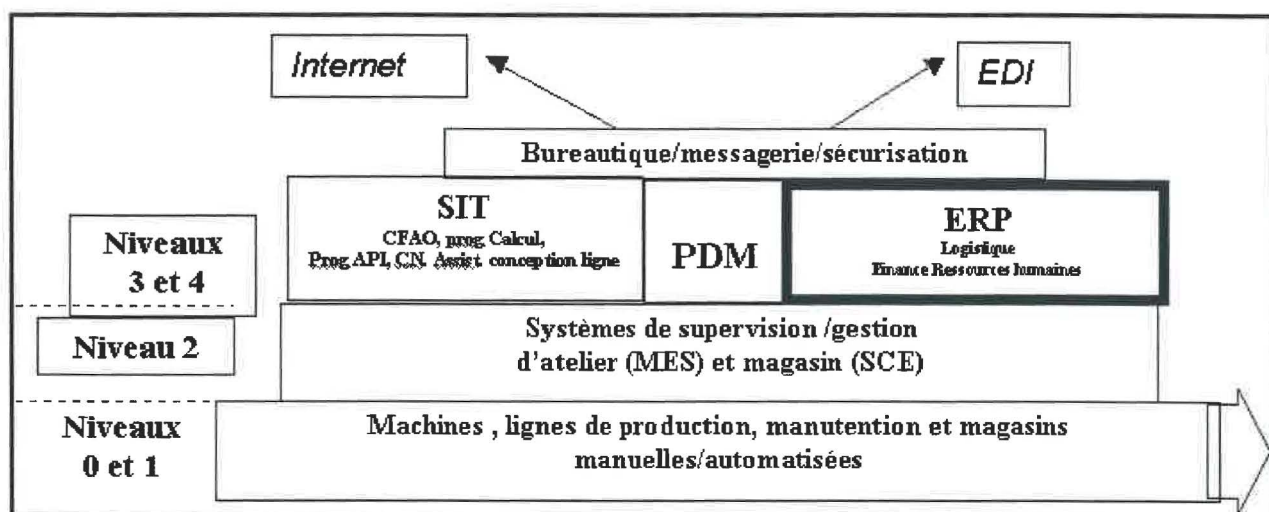 Internet
EDI
Bureautique/messagerie/sécurisation
SIT
CFAO, prog. Calcul,
Prog API, CN. Assist. conception ligne
PDM
ERP
Logistique
Finance Ressources humaines
Niveaux
3 et 4
Niveau 2
Systèmes de supervision /gestion
d'atelier (MES) et magasin (SCE)
Niveaux
0 et 1
Machines , lignes de production, manutention et magasins
manuelles/automatisées